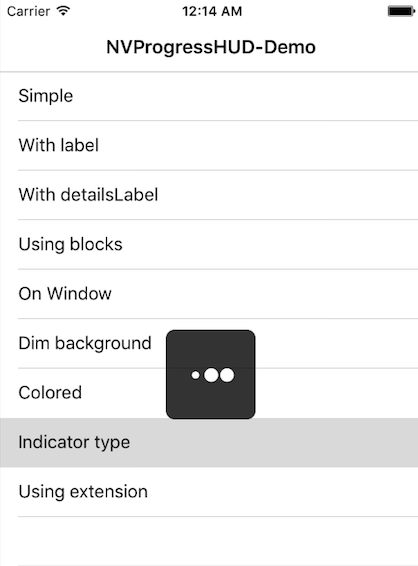 Carrier 12:14 AM
NVProgressHUD-Demo
Simple
With label
With detailsLabel
Using blocks
On Window
Dim background
Colored
Indicator type
Using extension